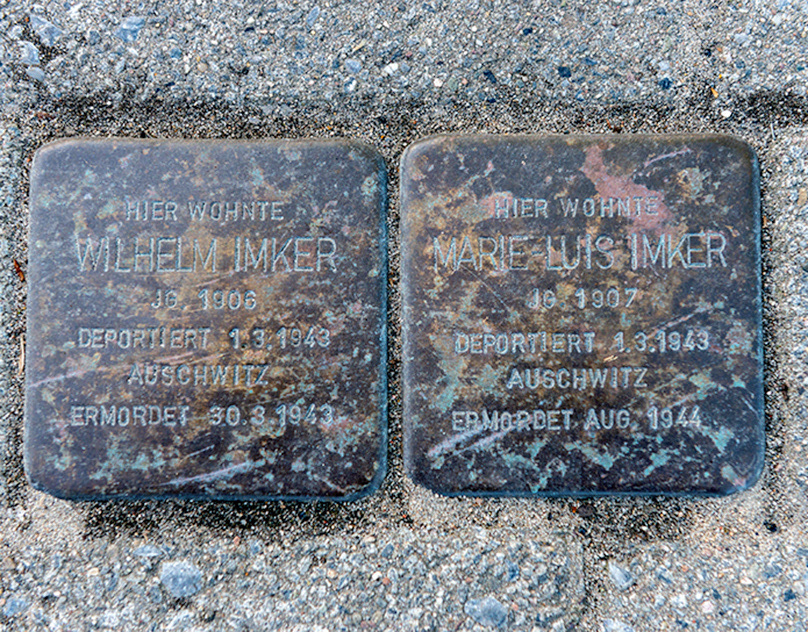 HIER WOHNTE
WILHELM IMKER
JG. 1906
DEPORTIERT 1.3.1943
AUSCHWITZ
ERMORDET 30.3.1943
HIER WOHNTE
MARIE-LUIS IMKER
JG. 1907
DEPORTIERT 1.3.1943
AUSCHWITZ
ERMORDET AUG. 1944